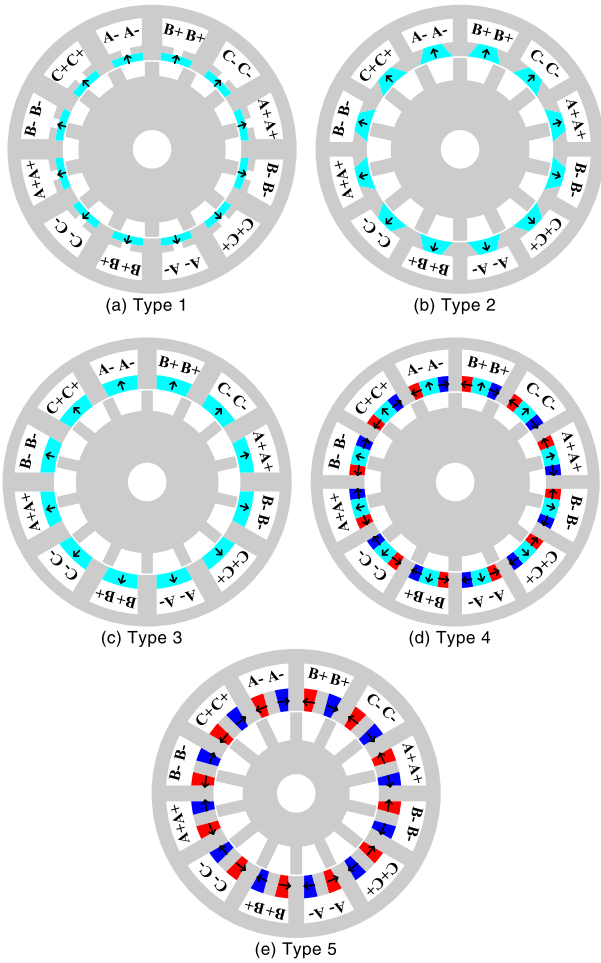 A- A- B+B+
C+C+ C- C-
B- B- A+A+
A+A+ B- B-
C- C- C+C+
B+B+ A- A-
(a) Type 1
A- A- B+B+
C+C+ C- C-
B- B- A+A+
A+A+ B- B-
C- C- C+C+
B+B+ A- A-
(b) Type 2
A- A- B+B+
C+C+ C- C-
B- B- A+A+
A+A+ B- B-
C- C- C+C+
B+B+ A- A-
(c) Type 3
A- A- B+B+
C+C+ C- C-
B- B- A+A+
A+A+ B- B-
C- C- C+C+
B+B+ A- A-
(d) Type 4
A- A- B+B+
C+C+ C- C-
B- B- A+A+
A+A+ B- B-
C- C- C+C+
B+B+ A- A-
(e) Type 5